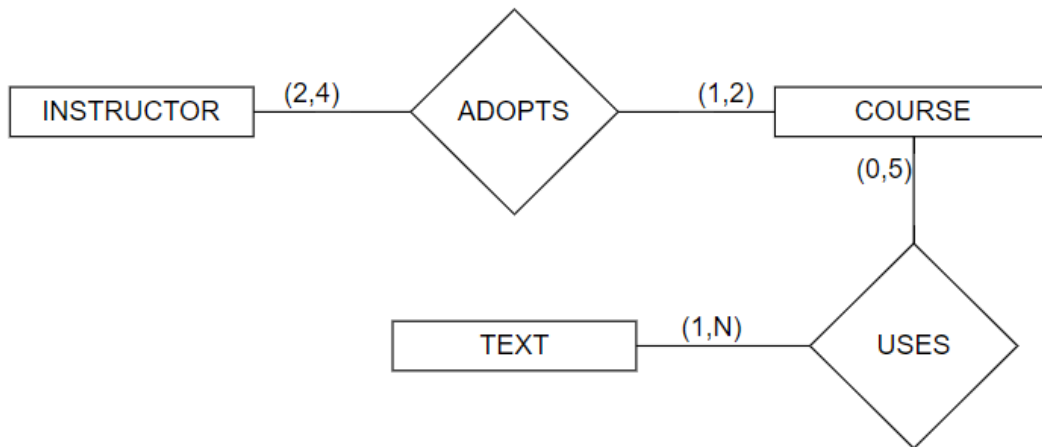 INSTRUCTOR
(2,4)
ADOPTS
(1,2)
COURSE
(0,5)
TEXT
(1,N)
USES